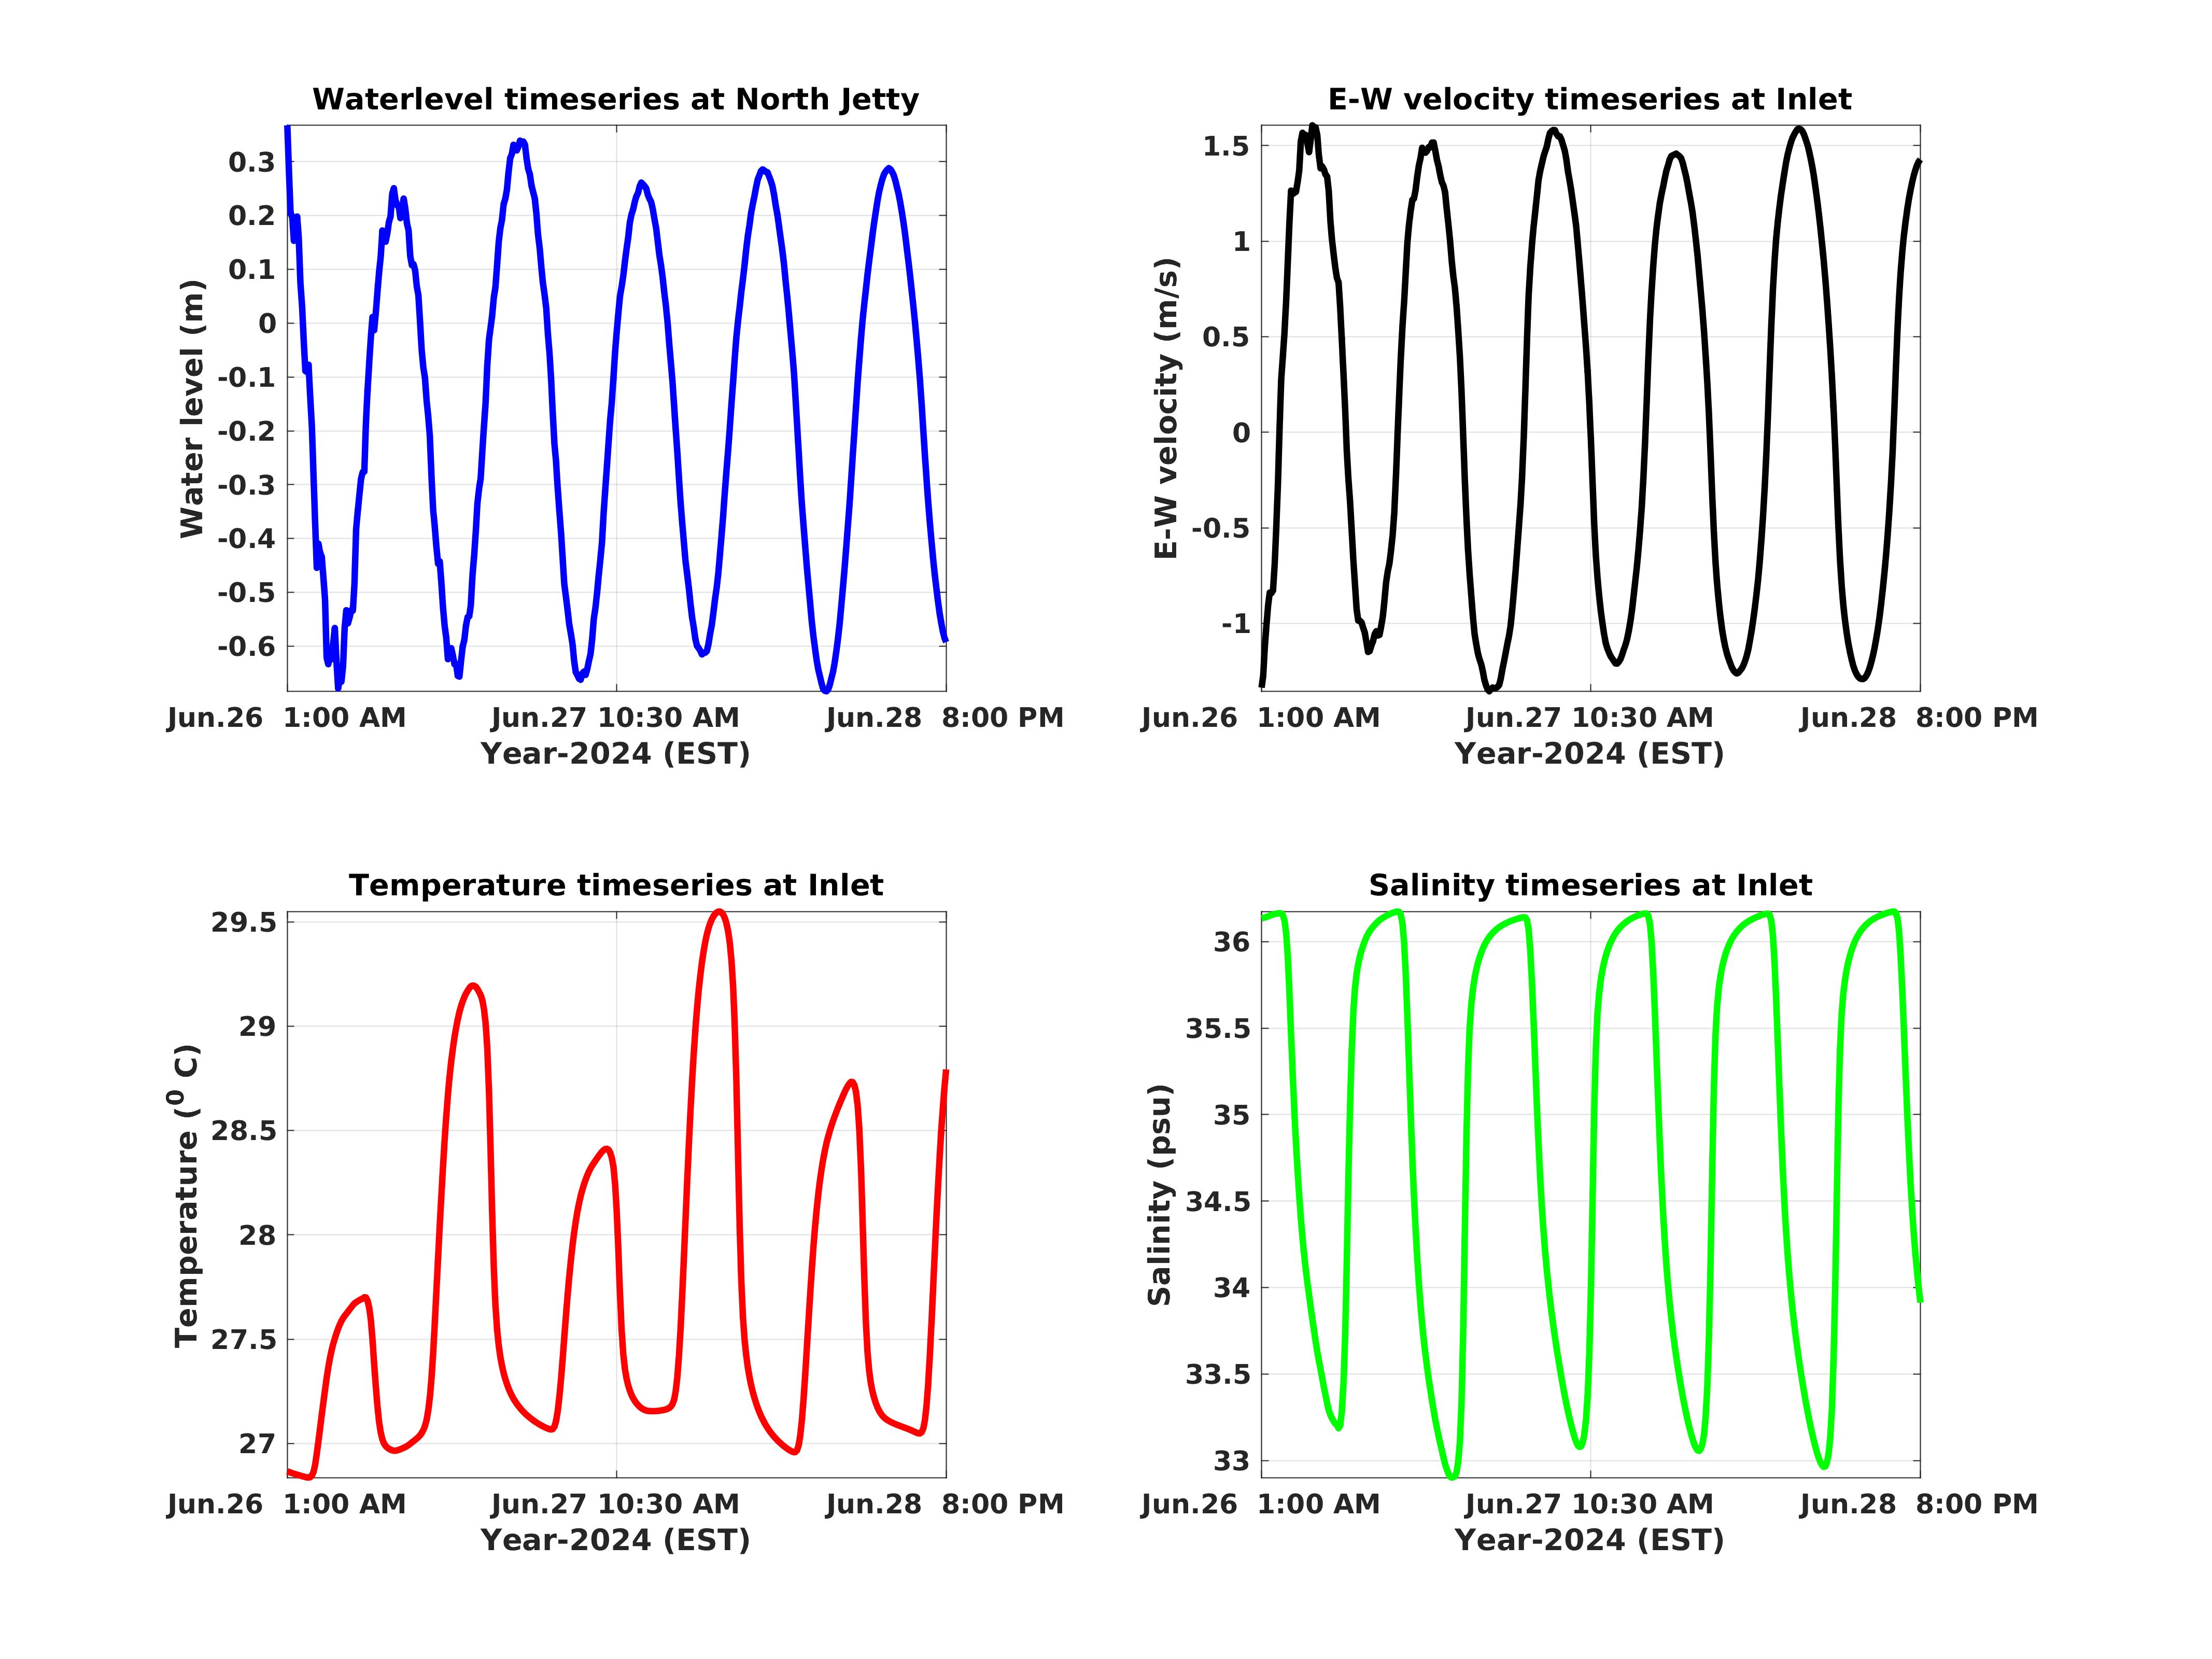 Waterlevel timeseries at North Jetty
Water level (m)
0.3
0.2
0.1
0
-0.1
-0.2
-0.3
-0.4
-0.5
-0.6
Jun.26 1:00 AM Jun.27 10:30 AM Jun.28 8:00 PM
Year-2024 (EST)
E-W velocity timeseries at Inlet
E-W velocity (m/s)
1.5
1
0.5
0
-0.5
-1
Jun.26 1:00 AM Jun.27 10:30 AM Jun.28 8:00 PM
Year-2024 (EST)
Temperature timeseries at Inlet
Temperature (⁰ C)
29.5
29
28.5
28
27.5
27
Jun.26 1:00 AM Jun.27 10:30 AM Jun.28 8:00 PM
Year-2024 (EST)
Salinity timeseries at Inlet
Salinity (psu)
36
35.5
35
34.5
34
33.5
33
Jun.26 1:00 AM Jun.27 10:30 AM Jun.28 8:00 PM
Year-2024 (EST)